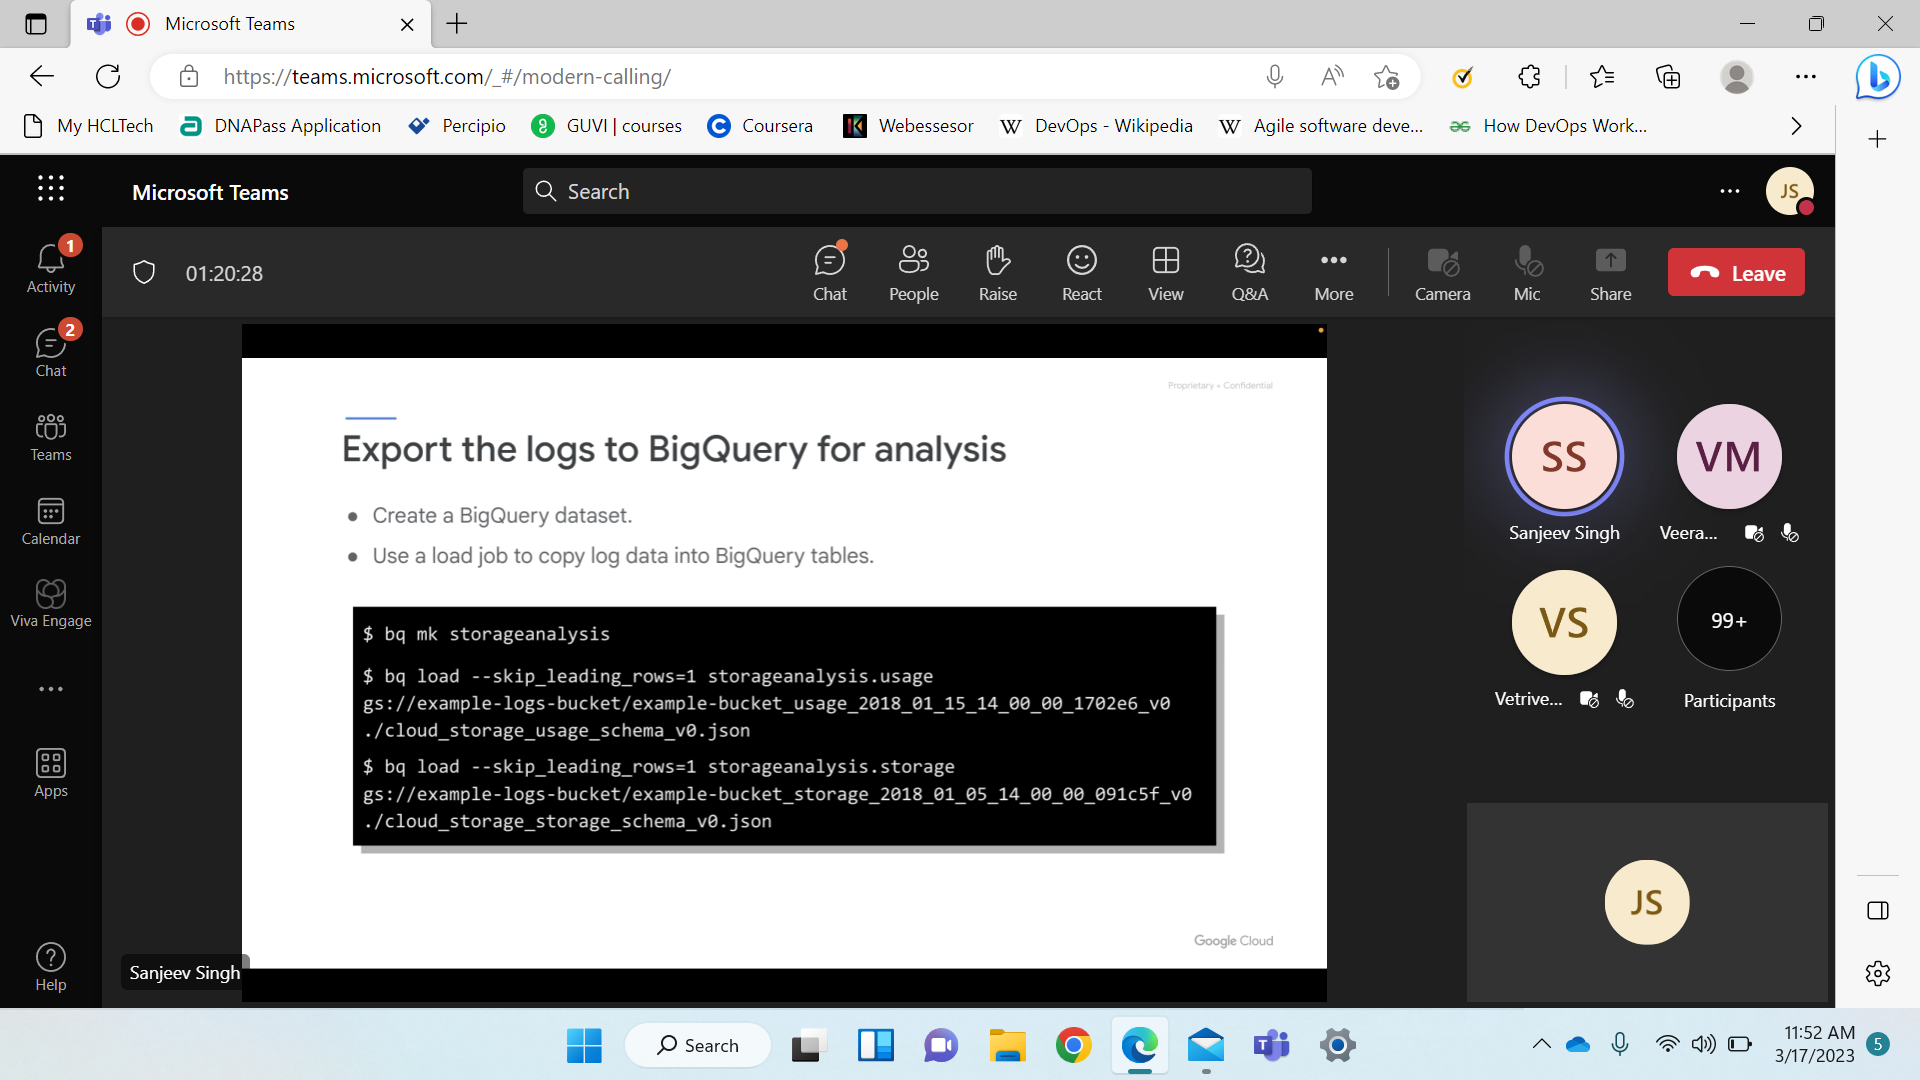 Microsoft Teams
https://teams.microsoft.com/_#/modern-calling/
My HCLTech
DNAPass Application
Percipio
GUVI | courses
Coursera
Webessesor
DevOps - Wikipedia
Agile software deve...
How DevOps Work...
Microsoft Teams
Search
JS
01:20:28
Chat
People
Raise
React
View
Q&A
More
Camera
Mic
Share
Leave
1
Activity
2
Chat
Teams
Calendar
Viva Engage
Apps
Help
Proprietary + Confidential
Export the logs to BigQuery for analysis
● Create a BigQuery dataset.
● Use a load job to copy log data into BigQuery tables.
$ bq mk storageanalysis
$ bq load --skip_leading_rows=1 storageanalysis.usage
gs://example-logs-bucket/example-bucket_usage_2018_01_15_14_00_00_1702e6_v0
./cloud_storage_usage_schema_v0.json
$ bq load --skip_leading_rows=1 storageanalysis.storage
gs://example-logs-bucket/example-bucket_storage_2018_01_05_14_00_00_091c5f_v0
./cloud_storage_storage_schema_v0.json
Google Cloud
Sanjeev Singh
SS
Sanjeev Singh
VM
Veera...
VS
Vetrive...
99+
Participants
JS
Search
11:52 AM
3/17/2023
5